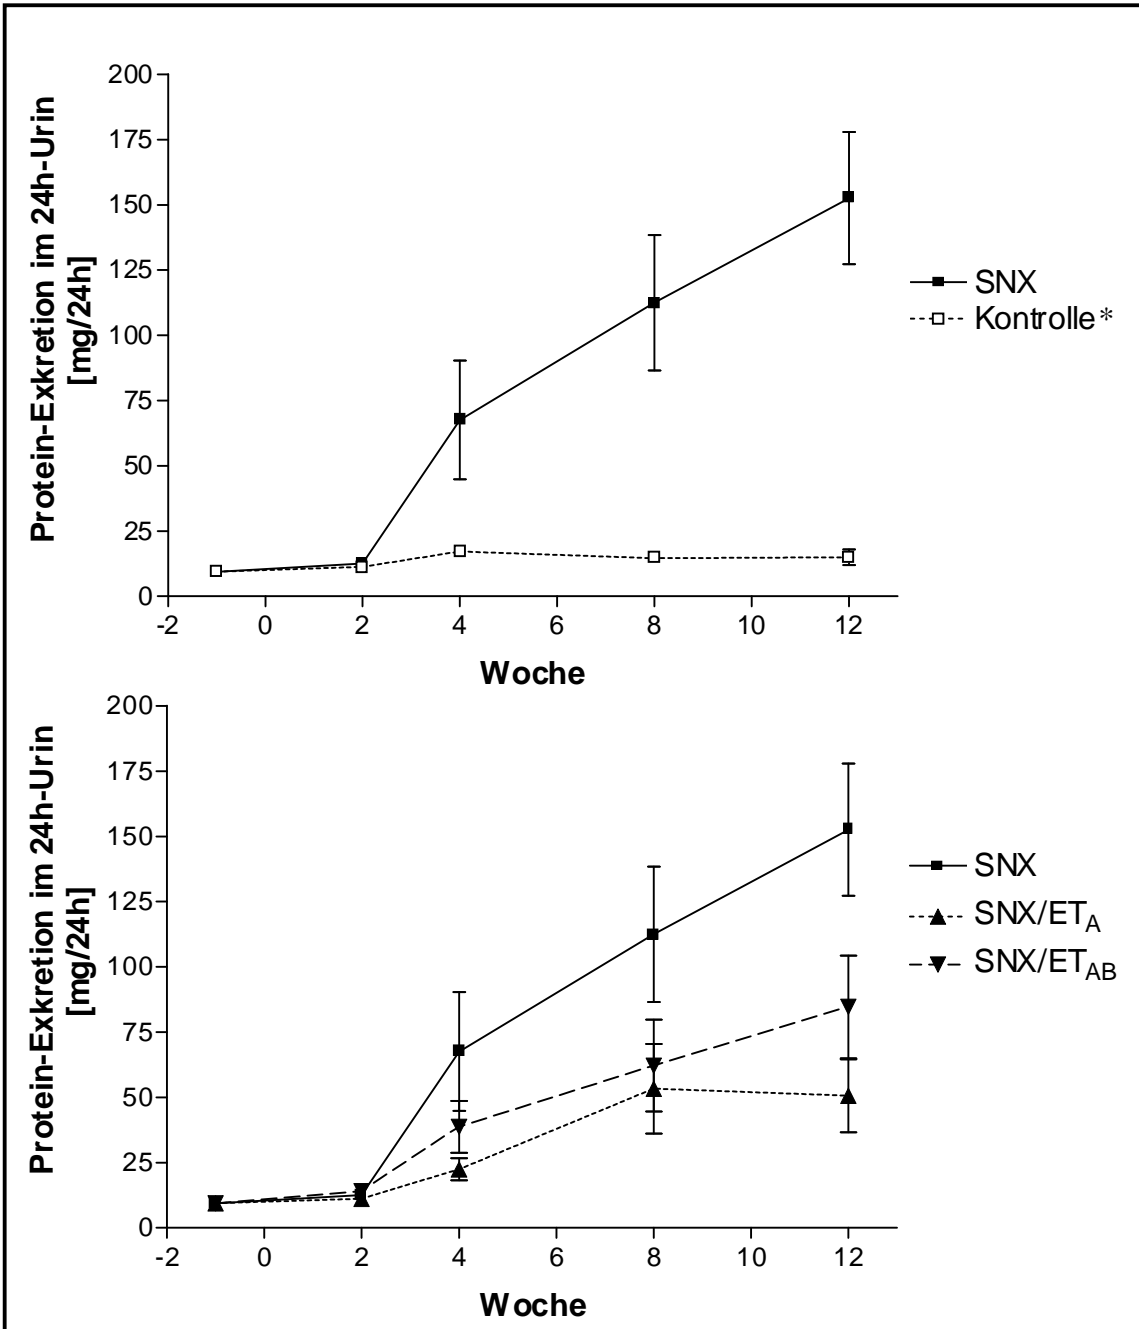 Protein-Exkretion im 24h-Urin
[mg/24h]
200
175
150
125
100
75
50
25
0
-2 0 2 4 6 8 10 12
Woche
SNX
Kontrolle*
Protein-Exkretion im 24h-Urin
[mg/24h]
200
175
150
125
100
75
50
25
0
-2 0 2 4 6 8 10 12
Woche
SNX
SNX/ETA
SNX/ETAB